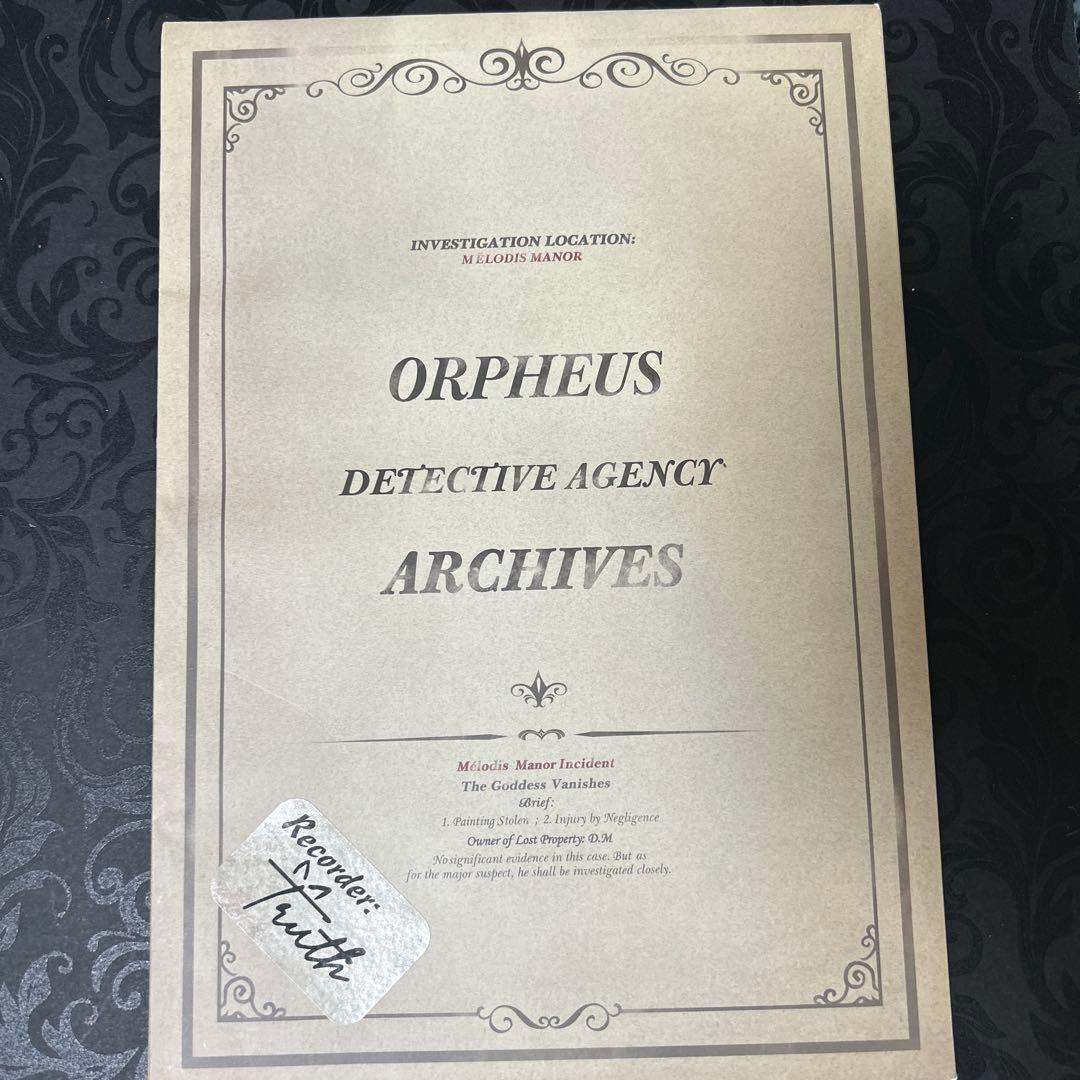 INVESTIGATION LOCATION:
MÉLODIS MANOR
ORPHEUS
DETECTIVE AGENCY
ARCHIVES
Mélodis Manor Incident
The Goddess Vanishes
Brief:
1. Painting Stolen ; 2. Injury by Negligence
Owner of Lost Property: D.M
No significant evidence in this case. But as
for the major suspect, he shall be investigated closely.
Recorder:
Truth